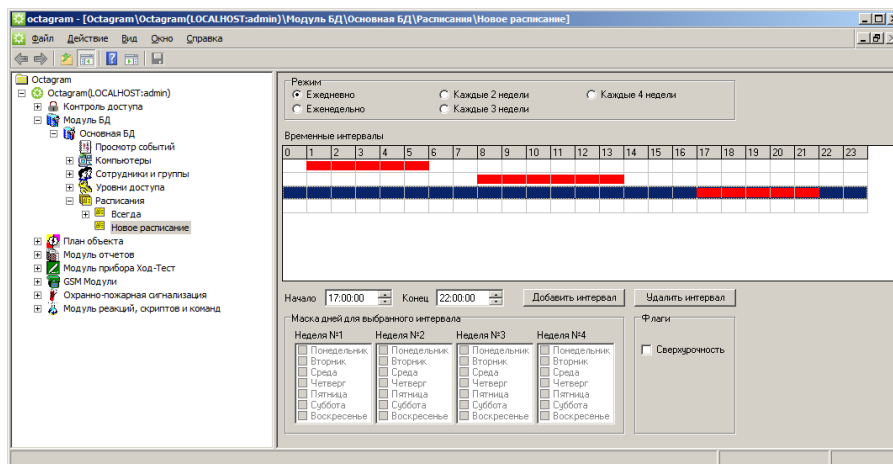 octagram - [Octagram\Octagram(LOCALHOST:admin)\Модуль БД\Основная БД\Расписания\Новое расписание]
Файл Действие Вид Окно Справка
Octagram
Octagram(LOCALHOST:admin)
Контроль доступа
Модуль БД
Основная БД
Просмотр событий
Компьютеры
Сотрудники и группы
Уровни доступа
Расписания
Всегда
Новое расписание
План объекта
Модуль отчетов
Модуль прибора Ход-Тест
GSM Модули
Охранно-пожарная сигнализация
Модуль реакций, скриптов и команд
Режим
Ежедневно Каждые 2 недели Каждые 4 недели
Еженедельно Каждые 3 недели
Временные интервалы
0 1 2 3 4 5 6 7 8 9 10 11 12 13 14 15 16 17 18 19 20 21 22 23
Начало 17:00:00 Конец 22:00:00 Добавить интервал Удалить интервал
Маска дней для выбранного интервала Флаги
Неделя №1 Неделя №2 Неделя №3 Неделя №4
Понедельник Понедельник Понедельник Понедельник Сверхурочность
Вторник Вторник Вторник Вторник
Среда Среда Среда Среда
Четверг Четверг Четверг Четверг
Пятница Пятница Пятница Пятница
Суббота Суббота Суббота Суббота
Воскресенье Воскресенье Воскресенье Воскресенье